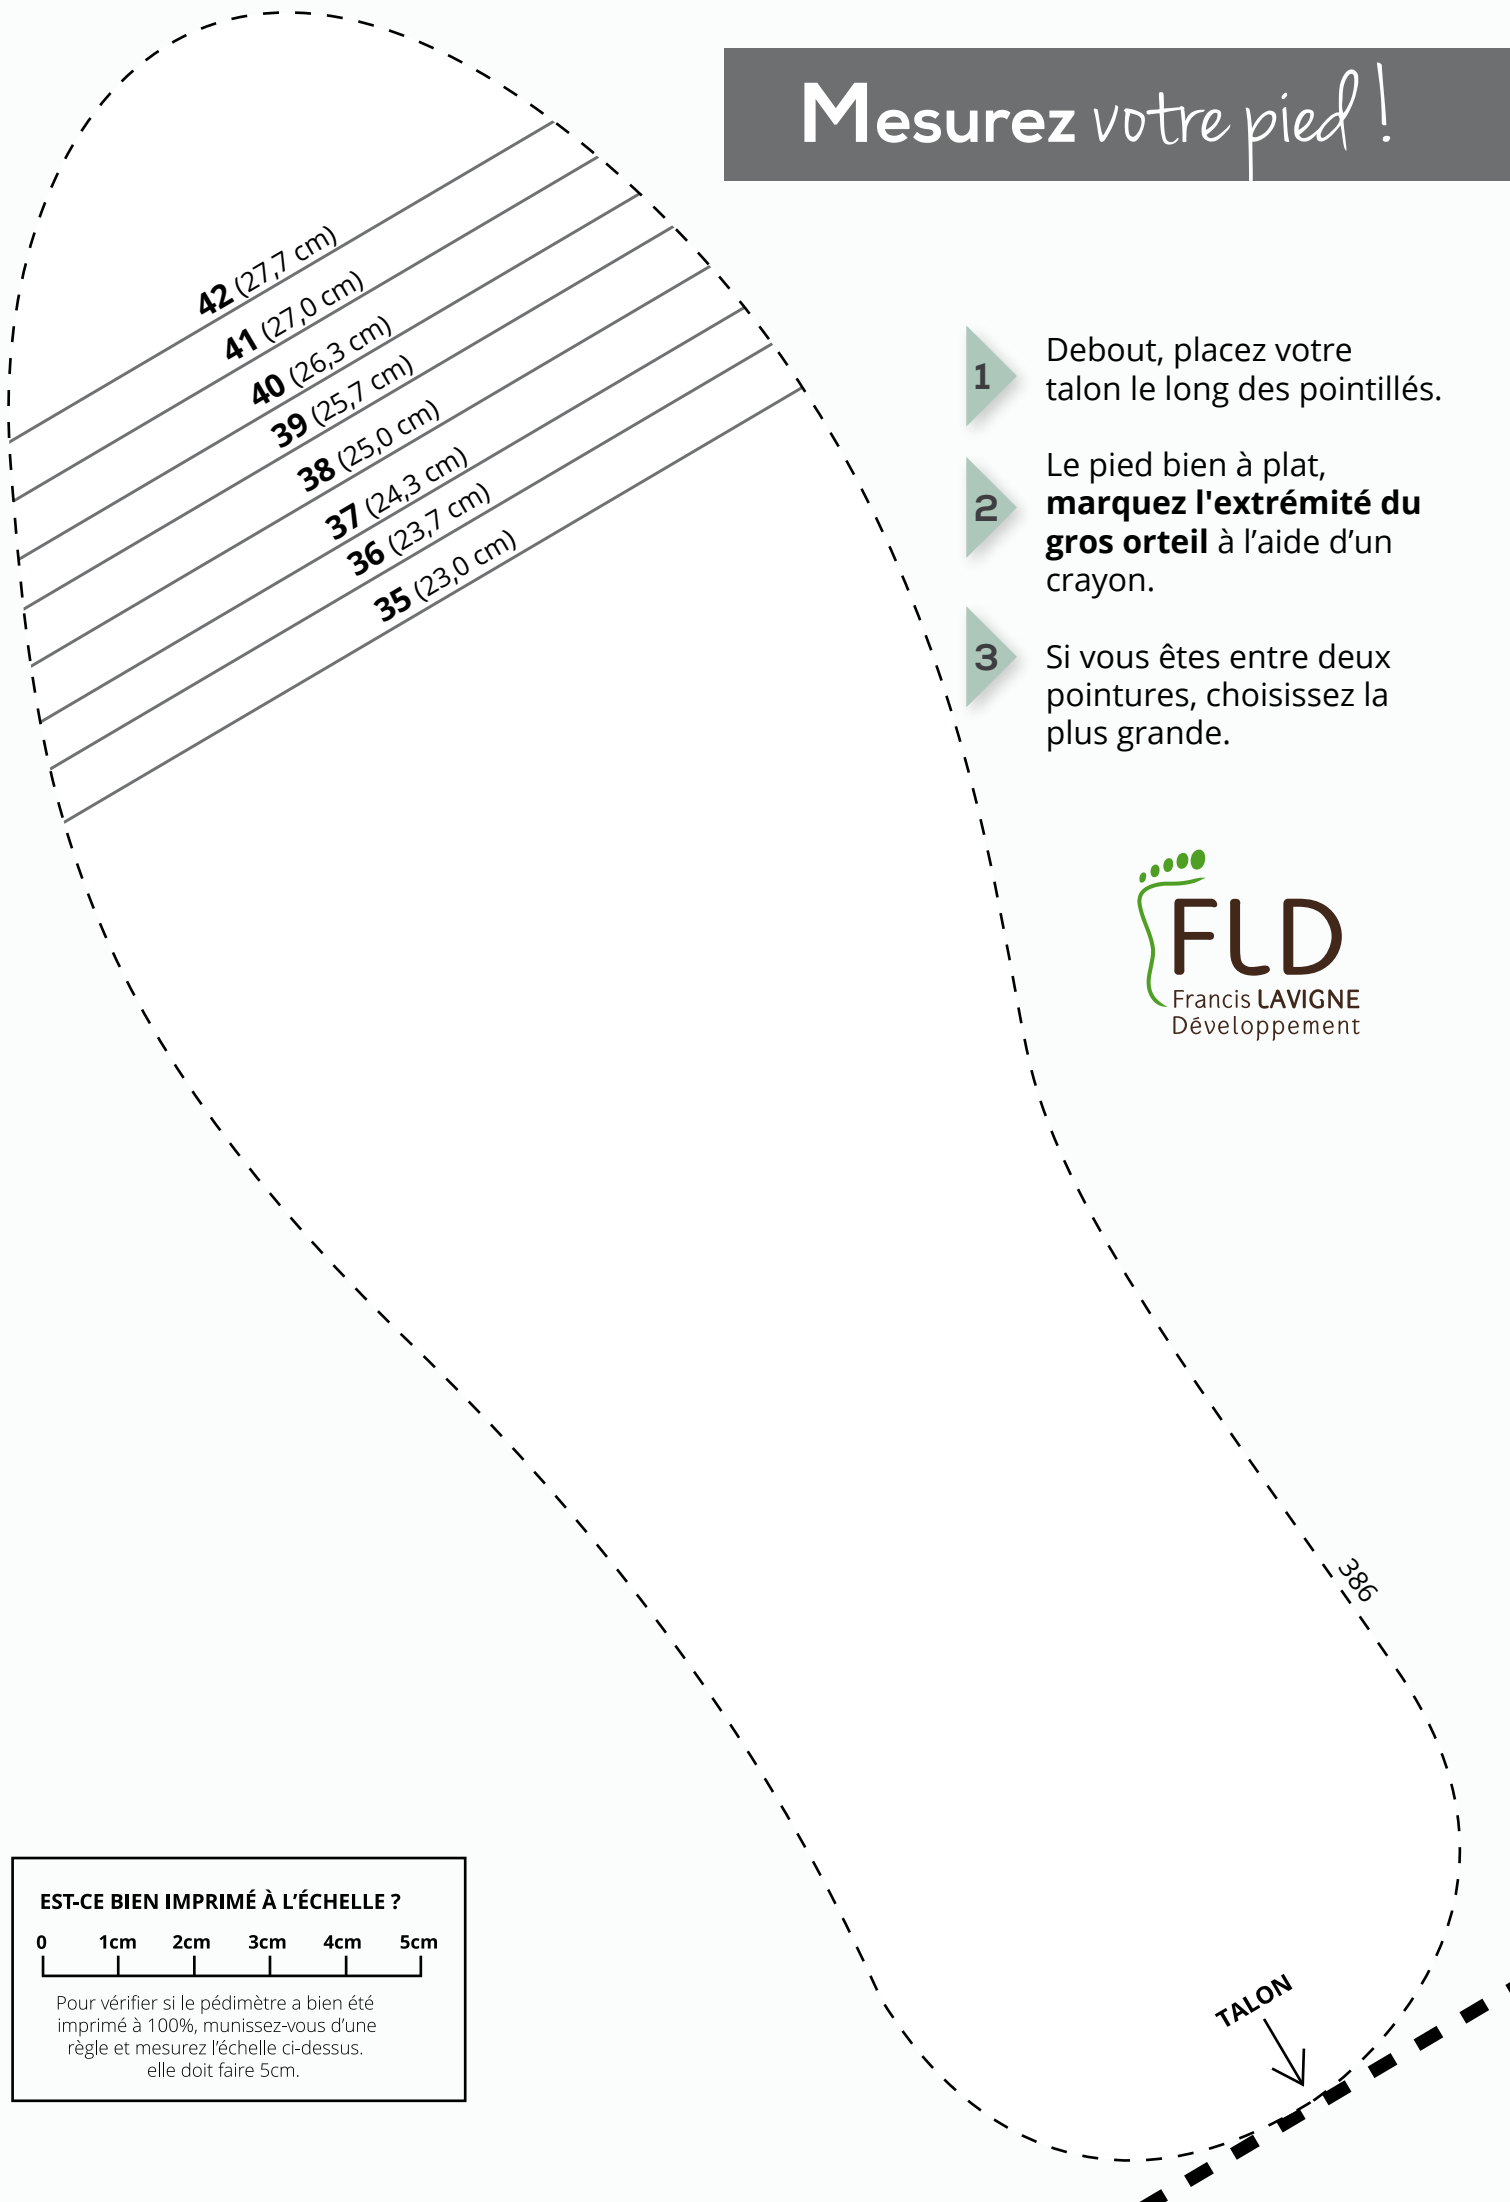 Mesurez votre pied !
42 (27,7 cm)
41 (27,0 cm)
40 (26,3 cm)
39 (25,7 cm)
38 (25,0 cm)
37 (24,3 cm)
36 (23,7 cm)
35 (23,0 cm)
1
Debout, placez votre
talon le long des pointillés.
2
Le pied bien à plat,
marquez l'extrémité du
gros orteil à l’aide d’un
crayon.
3
Si vous êtes entre deux
pointures, choisissez la
plus grande.
FLD
Francis LAVIGNE
Développement
386
EST-CE BIEN IMPRIMÉ À L’ÉCHELLE ?
0 1cm 2cm 3cm 4cm 5cm
Pour vérifier si le pédimètre a bien été
imprimé à 100%, munissez-vous d’une
règle et mesurez l’échelle ci-dessus.
elle doit faire 5cm.
TALON